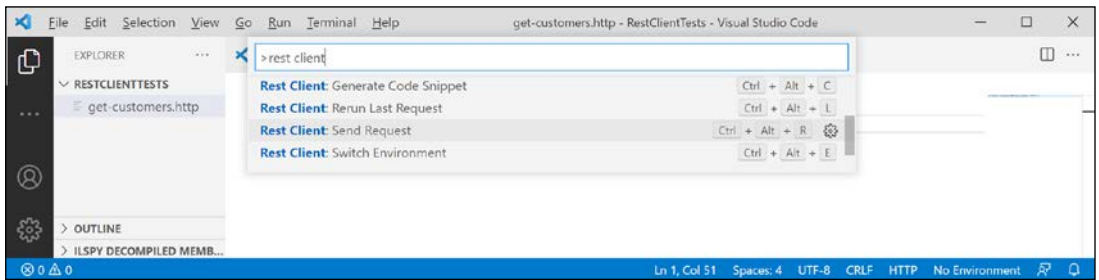 File Edit Selection View Go Run Terminal Help get-customers.http - RestClientTests - Visual Studio Code
EXPLORER ...
>rest client
RESTCLIENTTESTS
Rest Client: Generate Code Snippet Ctrl + Alt + C
get-customers.http
Rest Client: Rerun Last Request Ctrl + Alt + L
Rest Client: Send Request Ctrl + Alt + R
Rest Client: Switch Environment Ctrl + Alt + E
OUTLINE
ILSPY DECOMPILED MEMB...
0 0 Ln 1, Col 51 Spaces: 4 UTF-8 CRLF HTTP No Environment